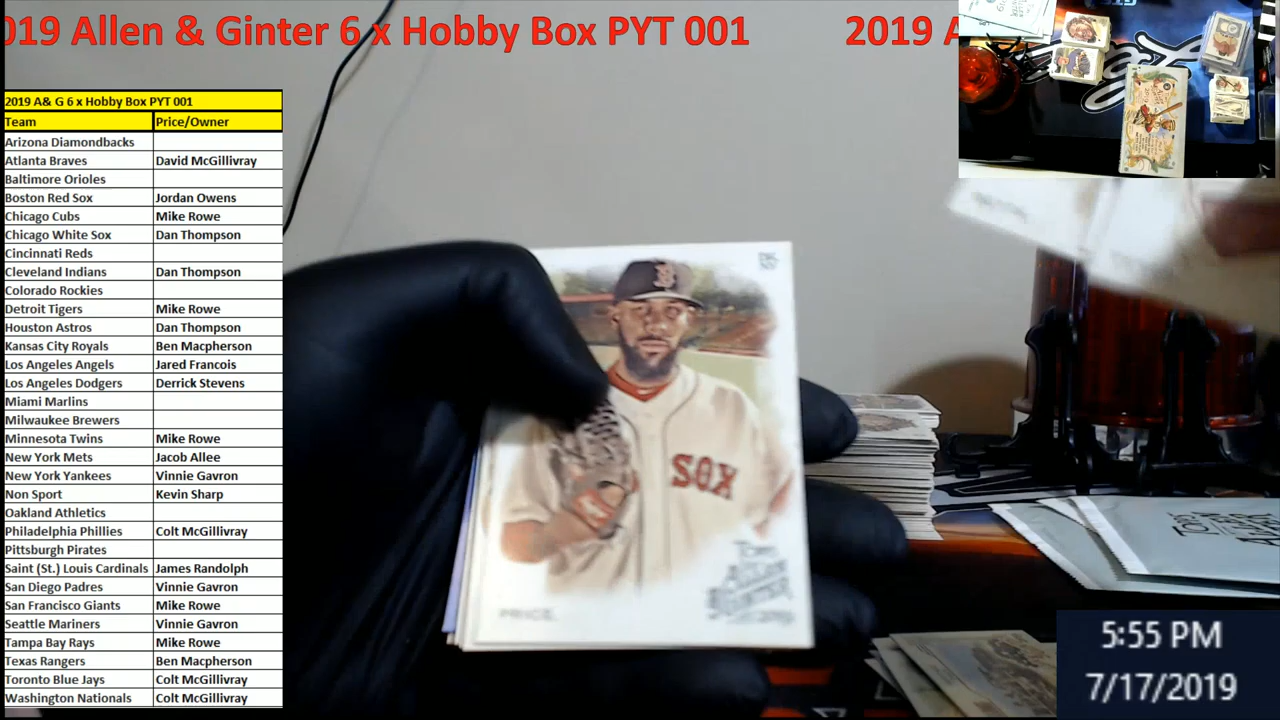 019 Allen & Ginter 6 x Hobby Box PYT 001 2019 A
2019 A& G 6 x Hobby Box PYT 001
Team Price/Owner
Arizona Diamondbacks
Atlanta Braves David McGillivray
Baltimore Orioles
Boston Red Sox Jordan Owens
Chicago Cubs Mike Rowe
Chicago White Sox Dan Thompson
Cincinnati Reds
Cleveland Indians Dan Thompson
Colorado Rockies
Detroit Tigers Mike Rowe
Houston Astros Dan Thompson
Kansas City Royals Ben Macpherson
Los Angeles Angels Jared Francois
Los Angeles Dodgers Derrick Stevens
Miami Marlins
Milwaukee Brewers
Minnesota Twins Mike Rowe
New York Mets Jacob Allee
New York Yankees Vinnie Gavron
Non Sport Kevin Sharp
Oakland Athletics
Philadelphia Phillies Colt McGillivray
Pittsburgh Pirates
Saint (St.) Louis Cardinals James Randolph
San Diego Padres Vinnie Gavron
San Francisco Giants Mike Rowe
Seattle Mariners Vinnie Gavron
Tampa Bay Rays Mike Rowe
Texas Rangers Ben Macpherson
Toronto Blue Jays Colt McGillivray
Washington Nationals Colt McGillivray
B
SOX
PRICE
Topps
ALLEN
& GINTER
5:55 PM
7/17/2019